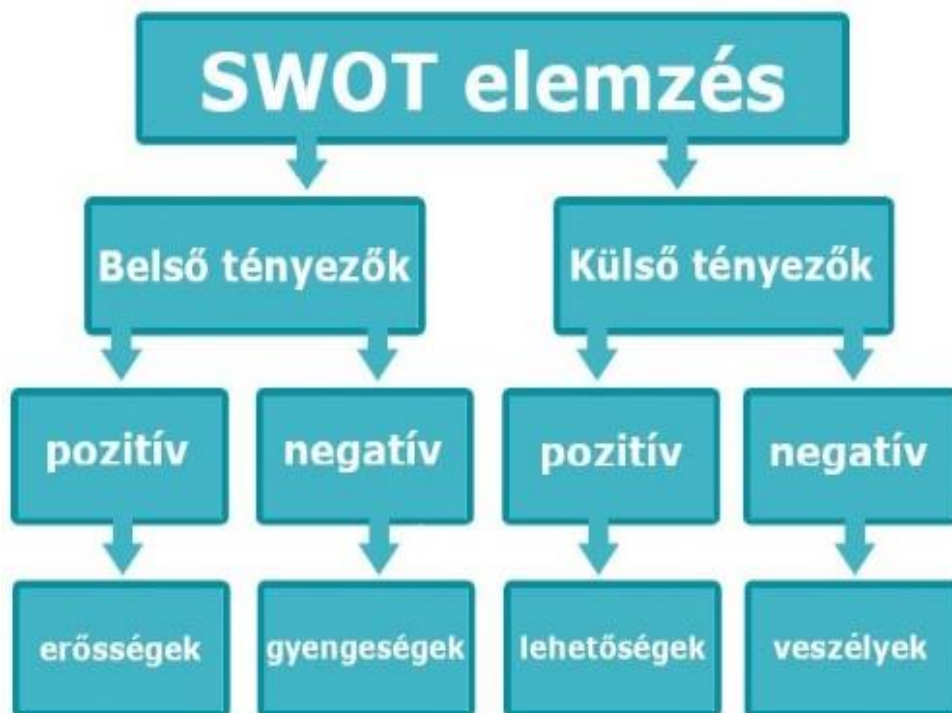 SWOT elemzés
Belső tényezők
Külső tényezők
pozitív
negatív
pozitív
negatív
erősségek
gyengeségek
lehetőségek
veszélyek